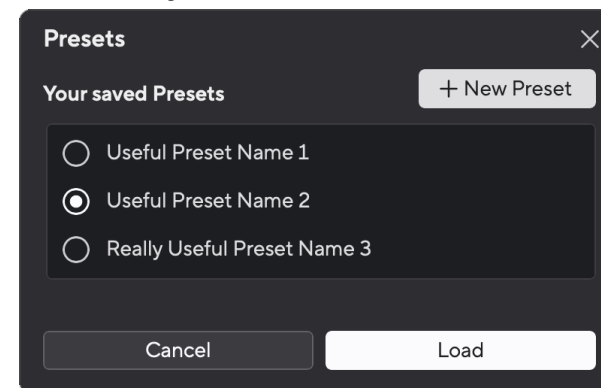 Presets
Your saved Presets
+ New Preset
Useful Preset Name 1
Useful Preset Name 2
Really Useful Preset Name 3
Cancel
Load